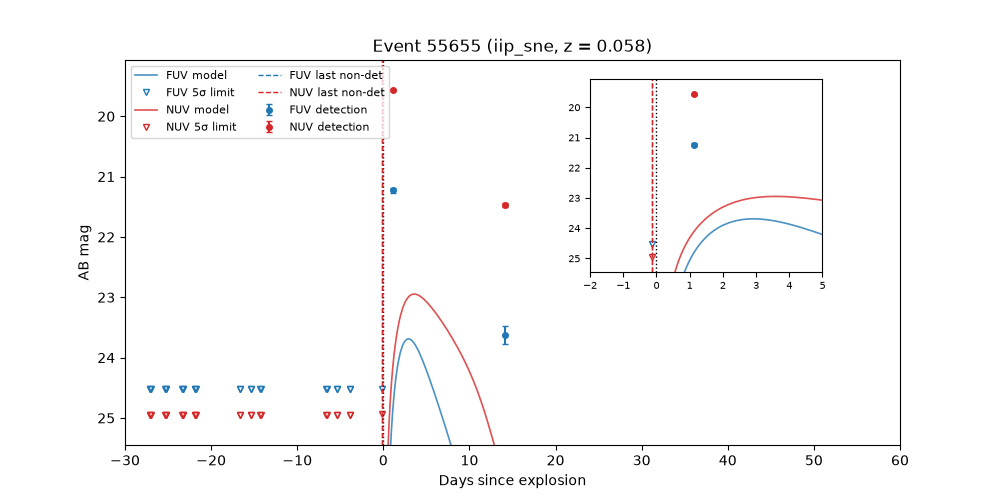 Event 55655 (iip_sne, z = 0.058)
FUV model
FUV 5σ limit
NUV model
NUV 5σ limit
FUV last non-det
NUV last non-det
FUV detection
NUV detection
AB mag
20
21
22
23
24
25
20
21
22
23
24
25
−2 −1 0 1 2 3 4 5
−30 −20 −10 0 10 20 30 40 50 60
Days since explosion